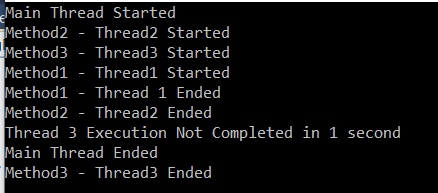 Main Thread Started
Method2 - Thread2 Started
Method3 - Thread3 Started
Method1 - Thread1 Started
Method1 - Thread 1 Ended
Method2 - Thread2 Ended
Thread 3 Execution Not Completed in 1 second
Main Thread Ended
Method3 - Thread3 Ended